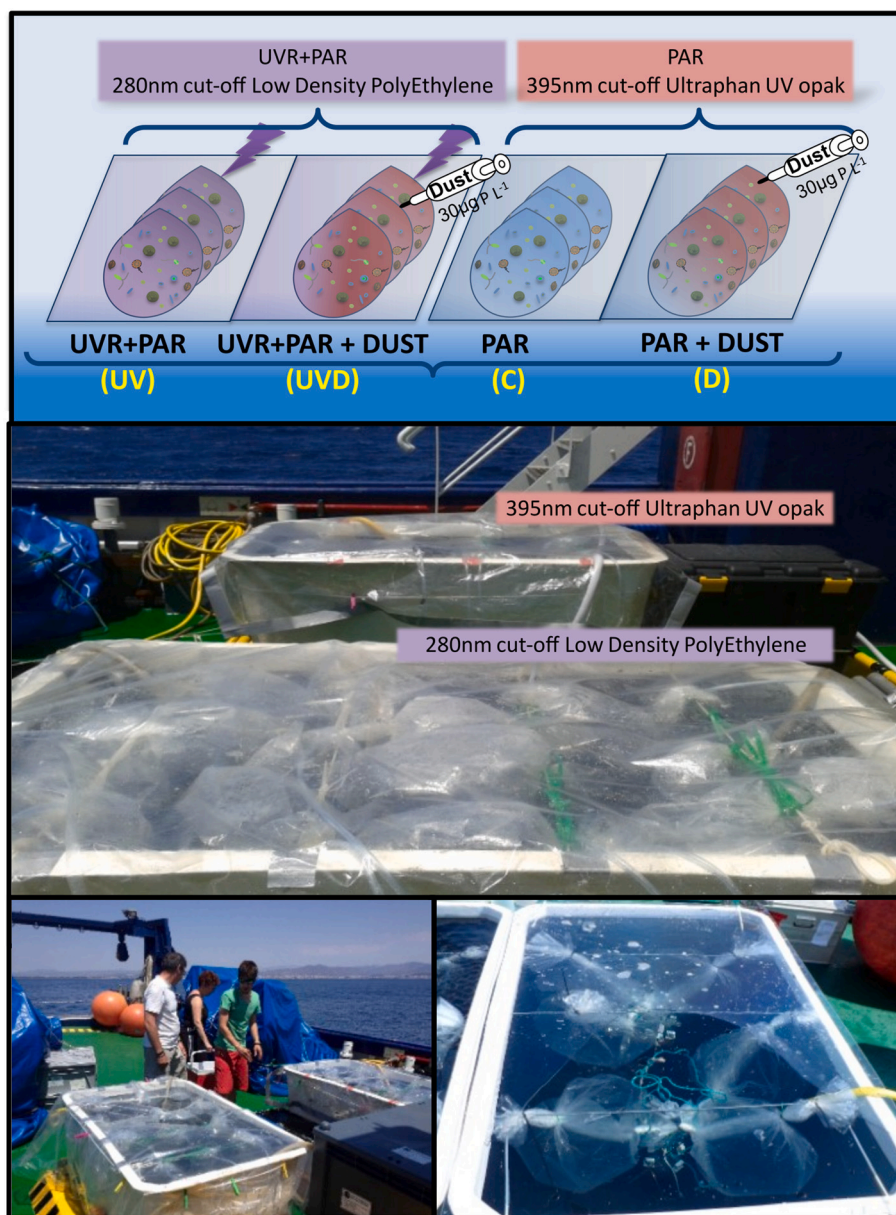 UVR+PAR
280nm cut-off Low Density PolyEthylene
PAR
395nm cut-off Ultraphan UV opak
Dust
30µg P L-1
Dust
30µg P L-1
UVR+PAR
(UV)
UVR+PAR + DUST
(UVD)
PAR
(C)
PAR + DUST
(D)
F
395nm cut-off Ultraphan UV opak
280nm cut-off Low Density PolyEthylene